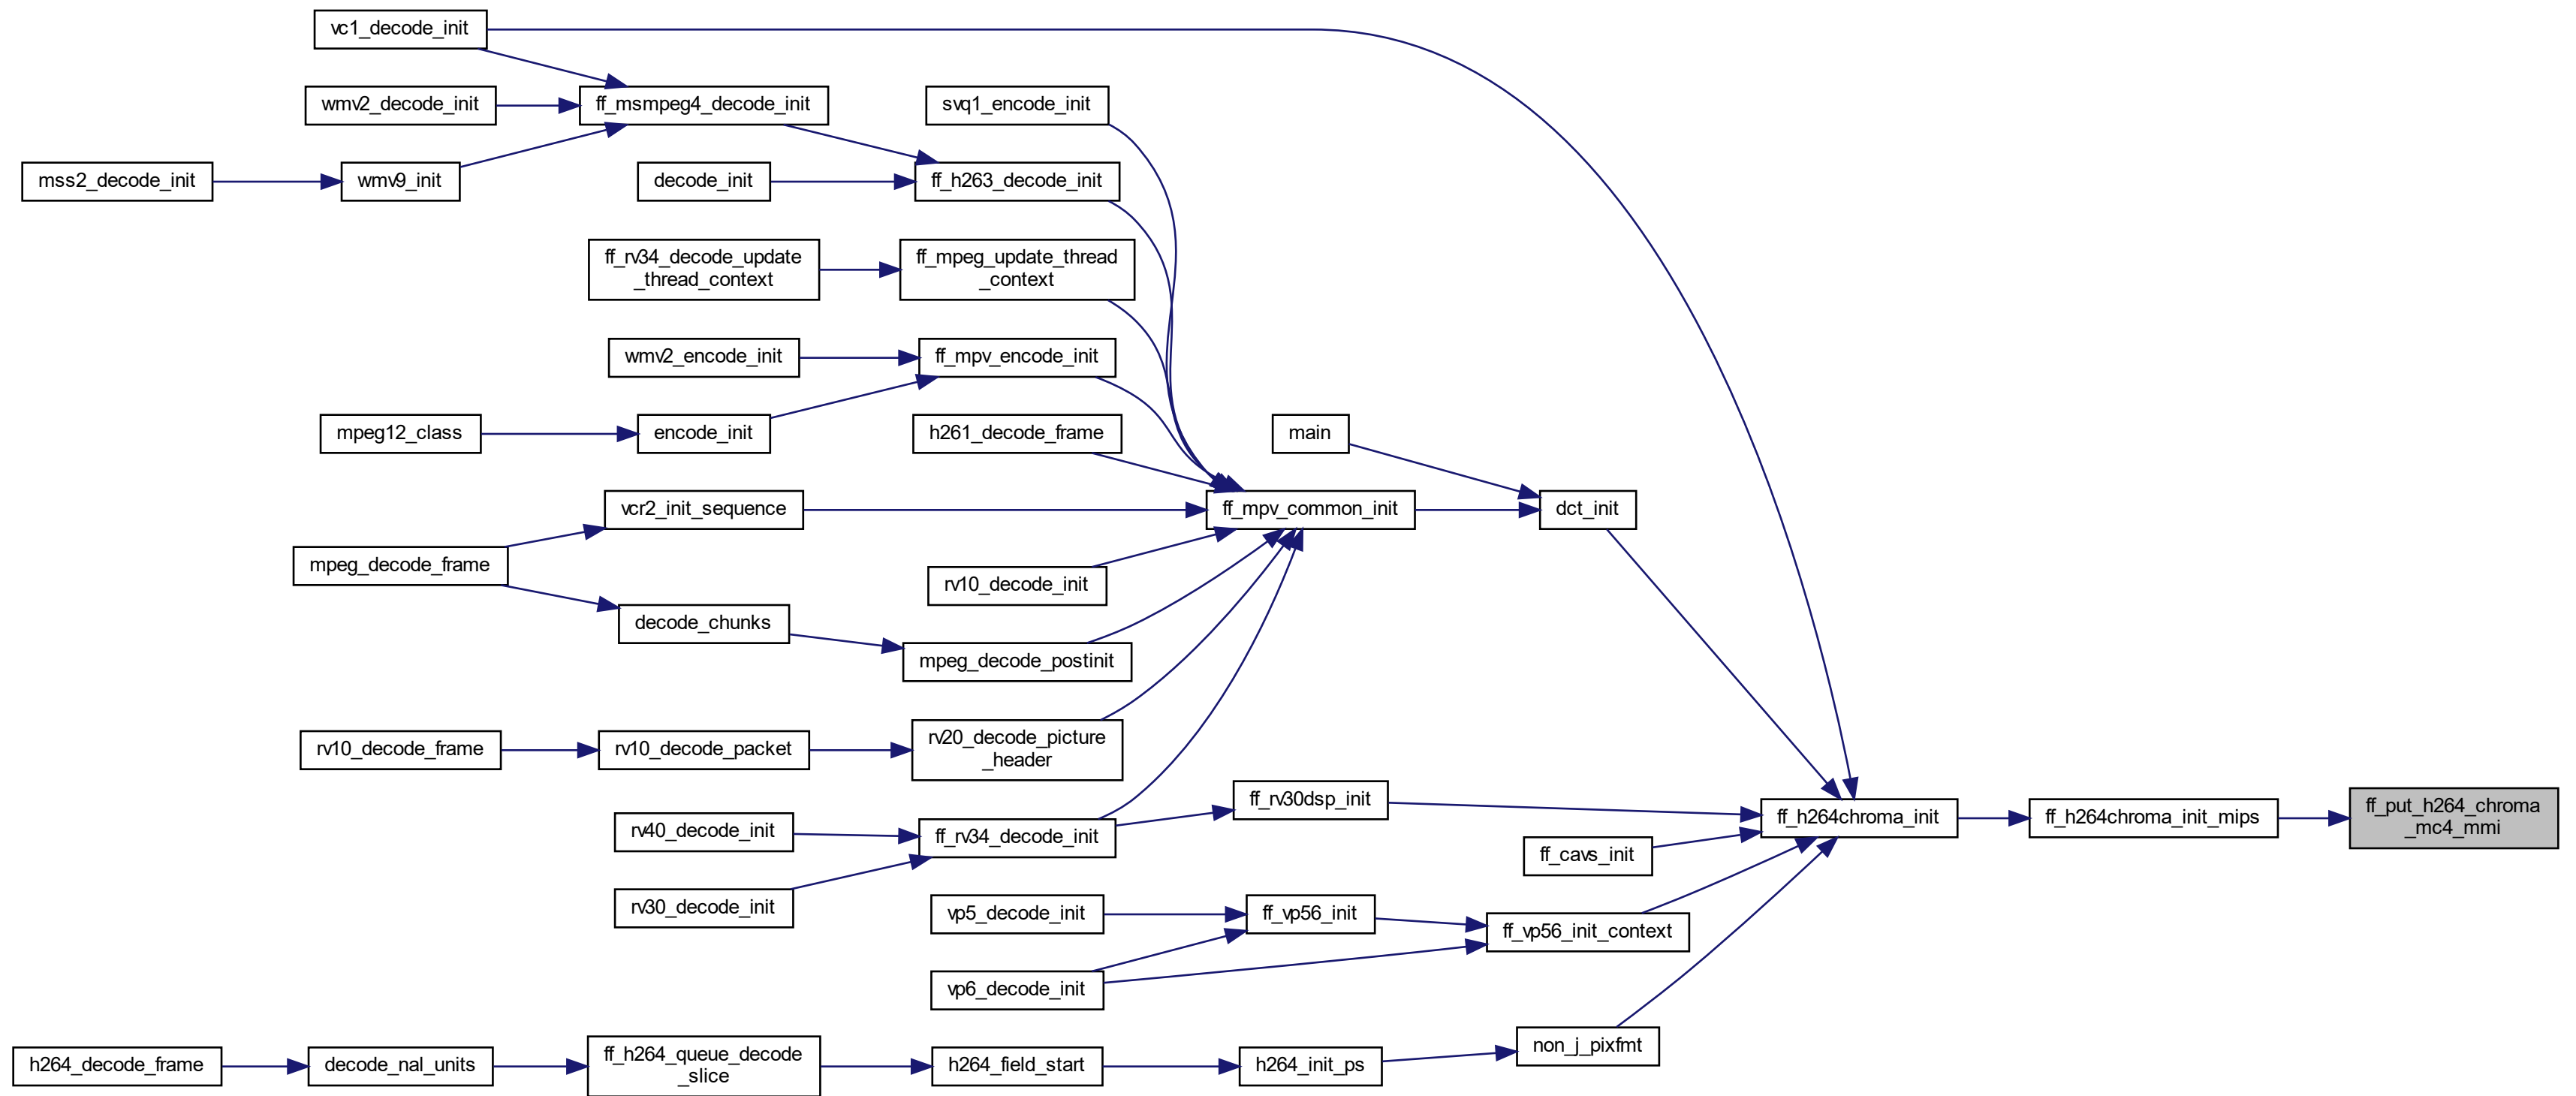 vc1_decode_init
wmv2_decode_init
ff_msmpeg4_decode_init
svq1_encode_init
mss2_decode_init
wmv9_init
decode_init
ff_h263_decode_init
ff_rv34_decode_update
_thread_context
ff_mpeg_update_thread
_context
wmv2_encode_init
ff_mpv_encode_init
mpeg12_class
encode_init
h261_decode_frame
main
vcr2_init_sequence
ff_mpv_common_init
dct_init
mpeg_decode_frame
rv10_decode_init
decode_chunks
mpeg_decode_postinit
rv10_decode_frame
rv10_decode_packet
rv20_decode_picture
_header
rv40_decode_init
ff_rv34_decode_init
ff_rv30dsp_init
ff_h264chroma_init
ff_h264chroma_init_mips
ff_put_h264_chroma
_mc4_mmi
ff_cavs_init
rv30_decode_init
vp5_decode_init
ff_vp56_init
ff_vp56_init_context
vp6_decode_init
h264_decode_frame
decode_nal_units
ff_h264_queue_decode
_slice
h264_field_start
h264_init_ps
non_j_pixfmt